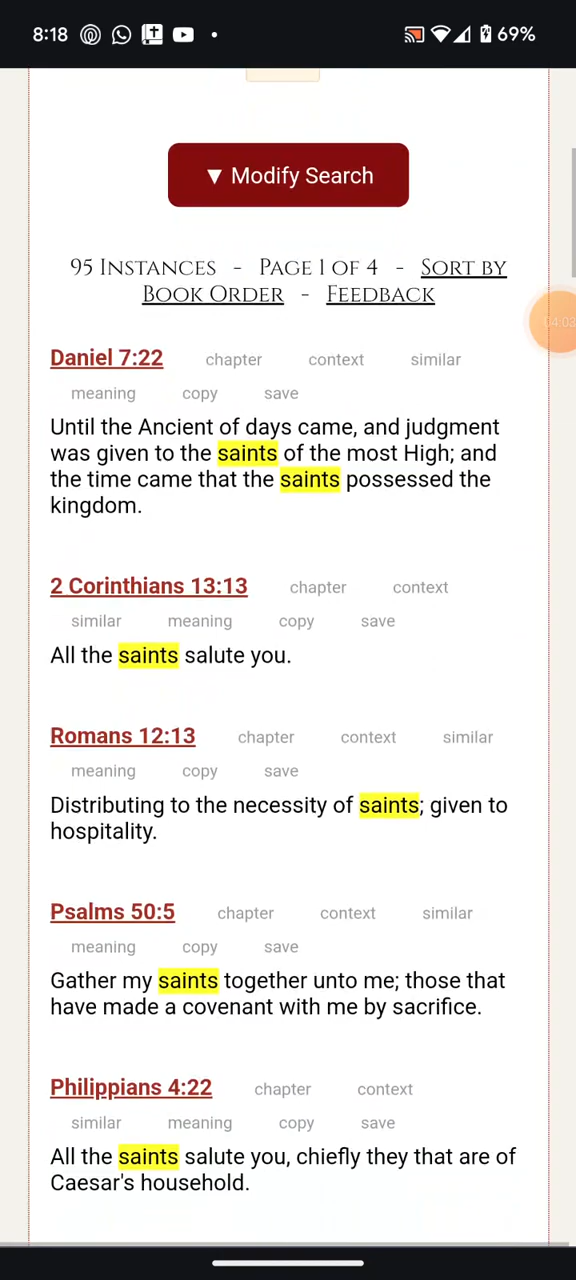 8:18 69%
▼ Modify Search
95 Instances - Page 1 of 4 - Sort by
Book Order - Feedback
04:03
Daniel 7:22 chapter context similar
meaning copy save
Until the Ancient of days came, and judgment
was given to the saints of the most High; and
the time came that the saints possessed the
kingdom.
2 Corinthians 13:13 chapter context
similar meaning copy save
All the saints salute you.
Romans 12:13 chapter context similar
meaning copy save
Distributing to the necessity of saints; given to
hospitality.
Psalms 50:5 chapter context similar
meaning copy save
Gather my saints together unto me; those that
have made a covenant with me by sacrifice.
Philippians 4:22 chapter context
similar meaning copy save
All the saints salute you, chiefly they that are of
Caesar's household.